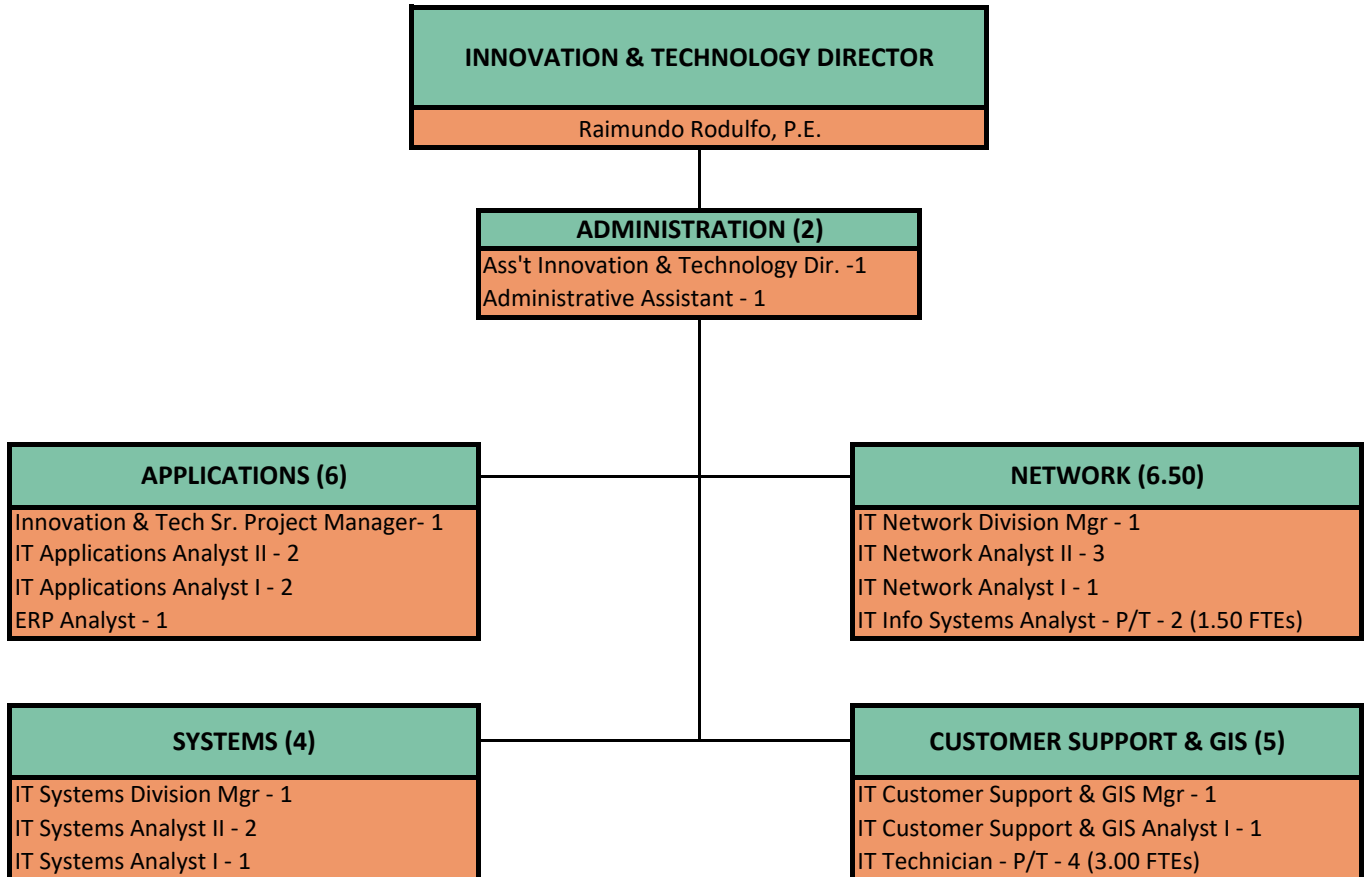 INNOVATION & TECHNOLOGY DIRECTOR
Raimundo Rodulfo, P.E.
ADMINISTRATION (2)
Ass't Innovation & Technology Dir. -1
Administrative Assistant - 1
APPLICATIONS (6)
Innovation & Tech Sr. Project Manager- 1
IT Applications Analyst II - 2
IT Applications Analyst I - 2
ERP Analyst - 1
NETWORK (6.50)
IT Network Division Mgr - 1
IT Network Analyst II - 3
IT Network Analyst I - 1
IT Info Systems Analyst - P/T - 2 (1.50 FTEs)
SYSTEMS (4)
IT Systems Division Mgr - 1
IT Systems Analyst II - 2
IT Systems Analyst I - 1
CUSTOMER SUPPORT & GIS (5)
IT Customer Support & GIS Mgr - 1
IT Customer Support & GIS Analyst I - 1
IT Technician - P/T - 4 (3.00 FTEs)